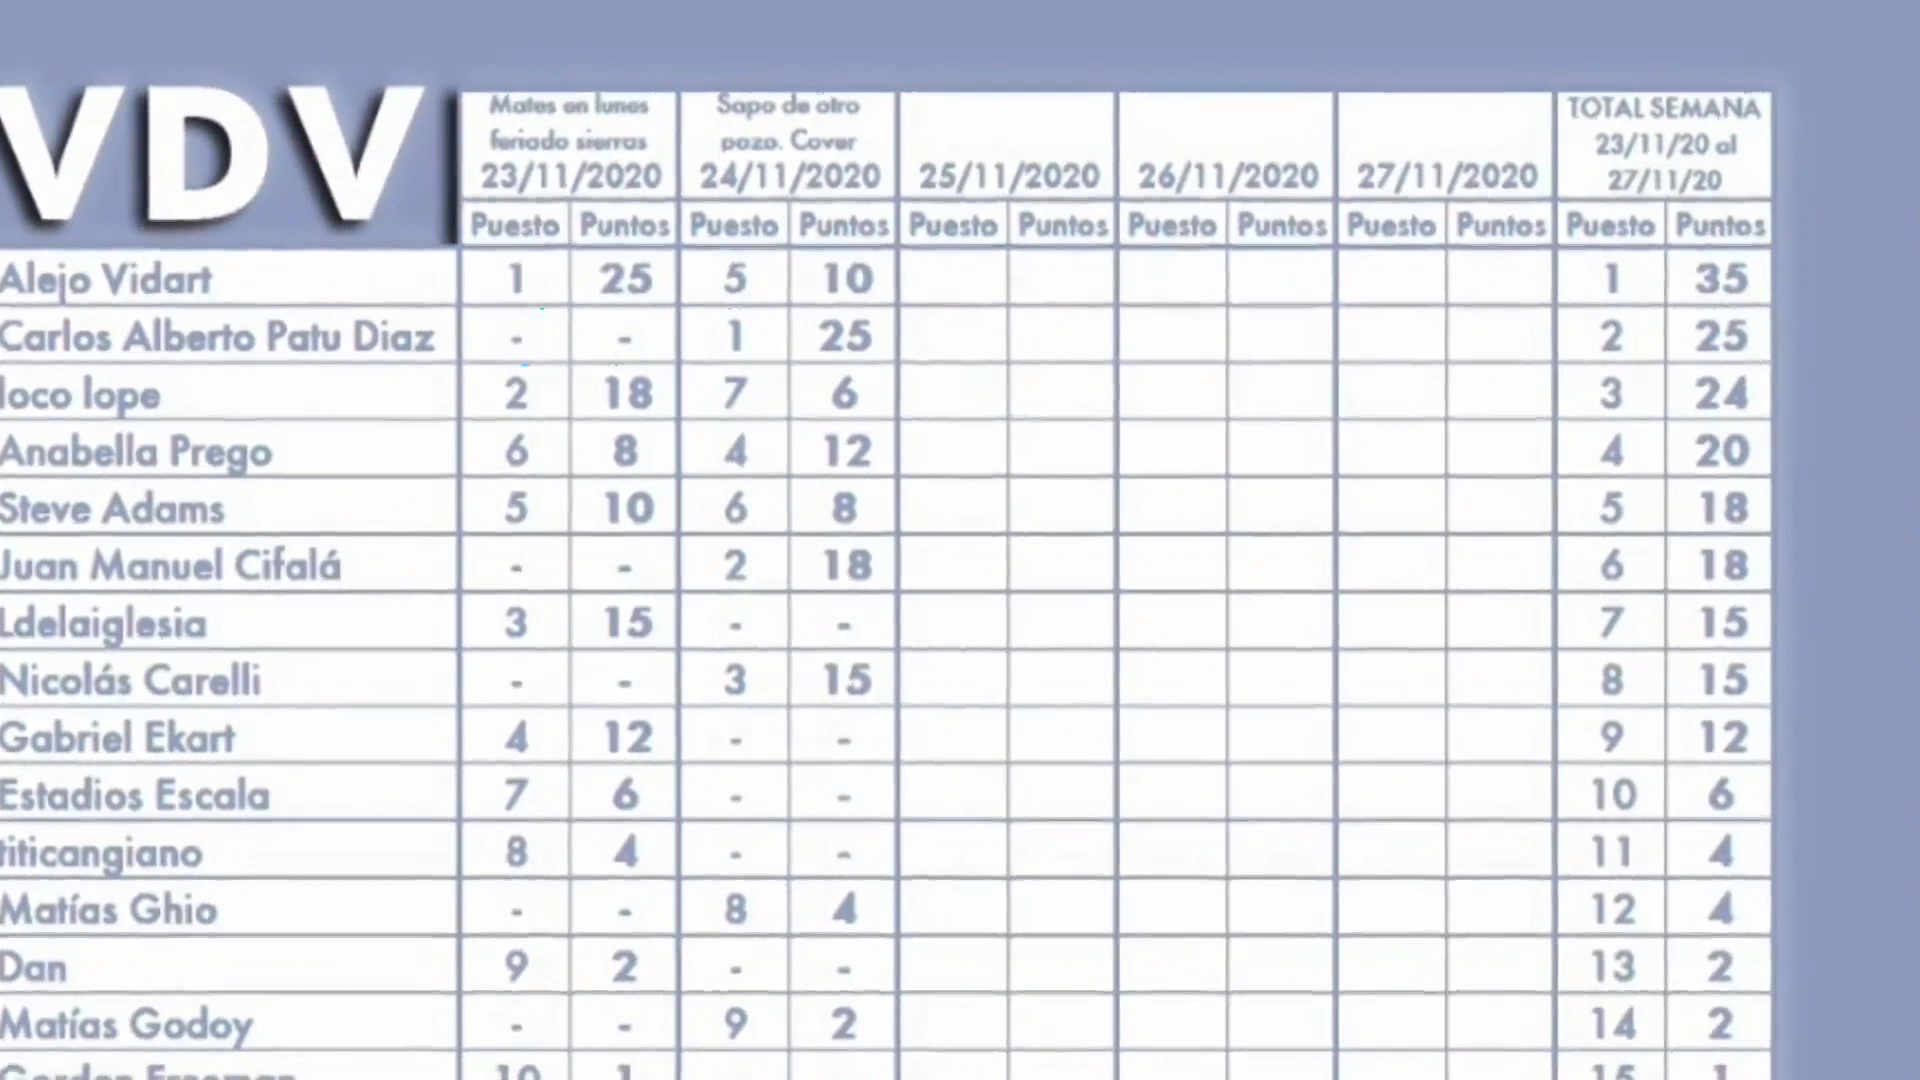 VDV
Mates en lunes feriado sierras 23/11/2020
Sapo de otro pozo. Cover 24/11/2020
25/11/2020
26/11/2020
27/11/2020
TOTAL SEMANA 23/11/20 al 27/11/20
Puesto Puntos Puesto Puntos Puesto Puntos Puesto Puntos Puesto Puntos Puesto Puntos
Alejo Vidart 1 25 5 10 1 35
Carlos Alberto Patu Diaz - - 1 25 2 25
loco lope 2 18 7 6 3 24
Anabella Prego 6 8 4 12 4 20
Steve Adams 5 10 6 8 5 18
Juan Manuel Cifalá - - 2 18 6 18
Ldelaiglesia 3 15 - - 7 15
Nicolás Carelli - - 3 15 8 15
Gabriel Ekart 4 12 - - 9 12
Estadios Escala 7 6 - - 10 6
titicangiano 8 4 - - 11 4
Matías Ghio - - 8 4 12 4
Dan 9 2 - - 13 2
Matías Godoy - - 9 2 14 2
10 1 15 1